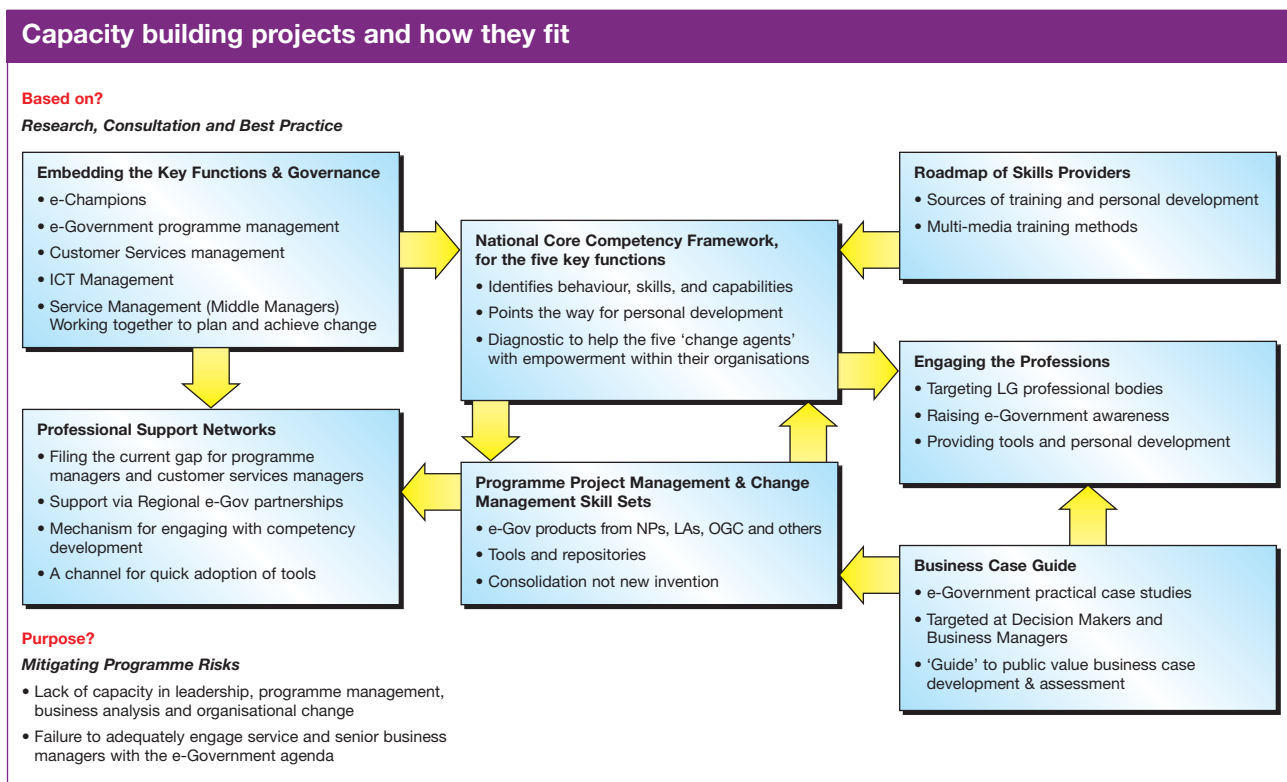 Capacity building projects and how they fit
Based on?
Research, Consultation and Best Practice
Embedding the Key Functions & Governance
• e-Champions
• e-Government programme management
• Customer Services management
• ICT Management
• Service Management (Middle Managers)
Working together to plan and achieve change
National Core Competency Framework,
for the five key functions
• Identifies behaviour, skills, and capabilities
• Points the way for personal development
• Diagnostic to help the five ‘change agents’
with empowerment within their organisations
Roadmap of Skills Providers
• Sources of training and personal development
• Multi-media training methods
Engaging the Professions
• Targeting LG professional bodies
• Raising e-Government awareness
• Providing tools and personal development
Professional Support Networks
• Filing the current gap for programme
managers and customer services managers
• Support via Regional e-Gov partnerships
• Mechanism for engaging with competency
development
• A channel for quick adoption of tools
Programme Project Management & Change
Management Skill Sets
• e-Gov products from NPs, LAs, OGC and others
• Tools and repositories
• Consolidation not new invention
Business Case Guide
• e-Government practical case studies
• Targeted at Decision Makers and
Business Managers
• ‘Guide’ to public value business case
development & assessment
Purpose?
Mitigating Programme Risks
• Lack of capacity in leadership, programme management,
business analysis and organisational change
• Failure to adequately engage service and senior business
managers with the e-Government agenda